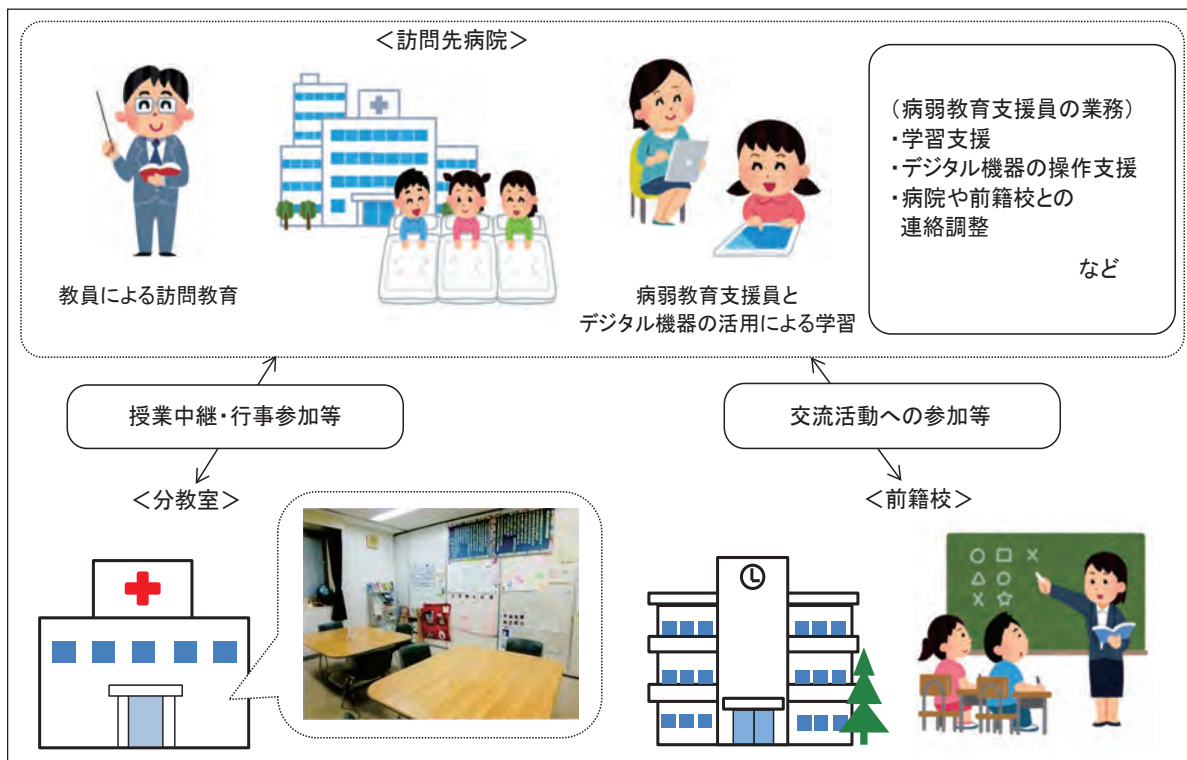 ＜訪問先病院＞
教員による訪問教育
病弱教育支援員と
デジタル機器の活用による学習
（病弱教育支援員の業務）
・学習支援
・デジタル機器の操作支援
・病院や前籍校との
連絡調整
など
授業中継・行事参加等
交流活動への参加等
＜分教室＞
＜前籍校＞